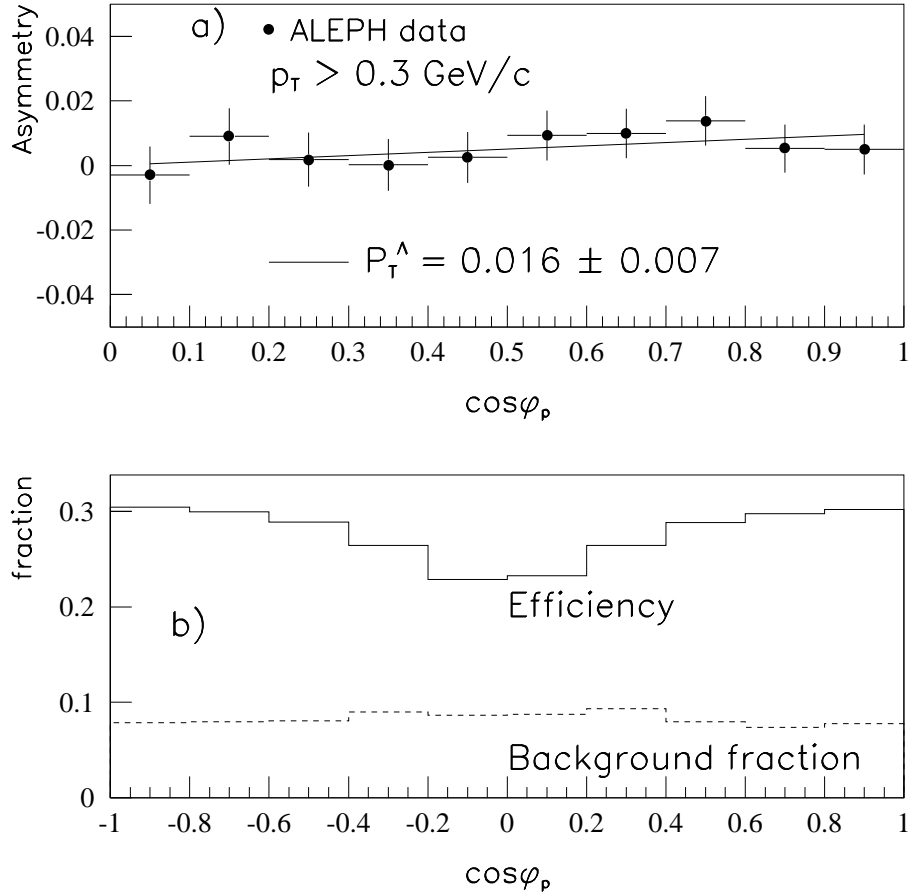 a) • ALEPH data
p_T > 0.3 GeV/c
Asymmetry
0.04
0.02
0
-0.02
-0.04
P_T^Λ = 0.016 ± 0.007
0 0.1 0.2 0.3 0.4 0.5 0.6 0.7 0.8 0.9 1
cosφ_p
fraction
0.3
0.2
0.1
0
Efficiency
b)
Background fraction
-1 -0.8 -0.6 -0.4 -0.2 0 0.2 0.4 0.6 0.8 1
cosφ_p